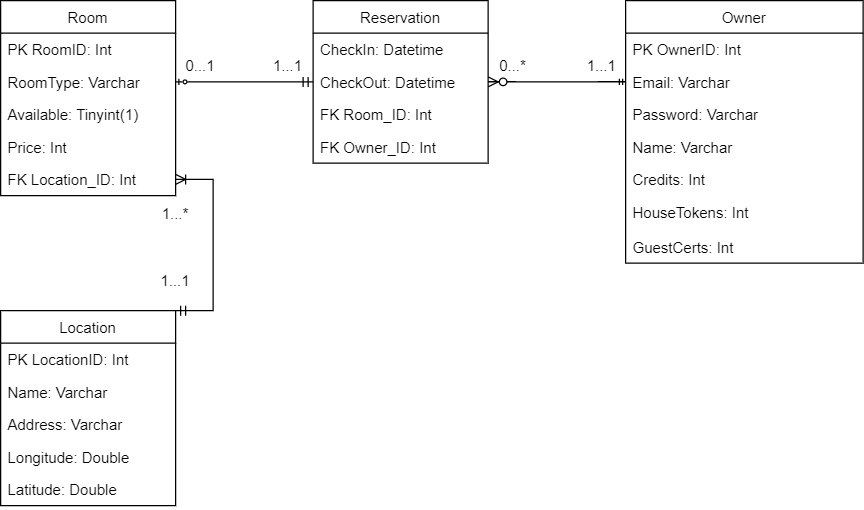 Room
PK RoomID: Int
RoomType: Varchar
Available: Tinyint(1)
Price: Int
FK Location_ID: Int
0...1
1...1
Reservation
CheckIn: Datetime
CheckOut: Datetime
FK Room_ID: Int
FK Owner_ID: Int
0...*
1...1
Owner
PK OwnerID: Int
Email: Varchar
Password: Varchar
Name: Varchar
Credits: Int
HouseTokens: Int
GuestCerts: Int
1...*
1...1
Location
PK LocationID: Int
Name: Varchar
Address: Varchar
Longitude: Double
Latitude: Double